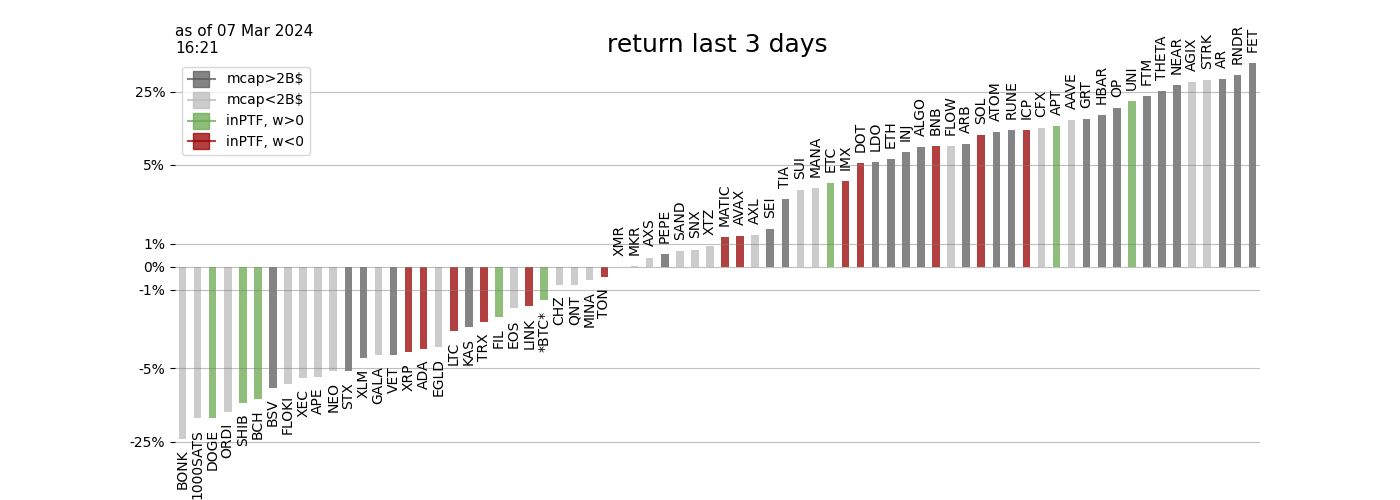 as of 07 Mar 2024
16:21
return last 3 days
mcap>2B$
mcap<2B$
inPTF, w>0
inPTF, w<0
25%
5%
1%
0%
-1%
-5%
-25%
BONK
1000SATS
DOGE
ORDI
SHIB
BCH
BSV
FLOKI
XEC
APE
NEO
STX
XLM
GALA
VET
XRP
ADA
EGLD
LTC
KAS
TRX
FIL
EOS
LINK
*BTC*
CHZ
QNT
MINA
TON
XMR
MKR
AXS
PEPE
SAND
SNX
XTZ
MATIC
AVAX
AXL
SEI
TIA
SUI
MANA
ETC
IMX
DOT
LDO
ETH
INJ
ALGO
BNB
FLOW
ARB
SOL
ATOM
RUNE
ICP
CFX
APT
AAVE
GRT
HBAR
OP
UNI
FTM
THETA
NEAR
AGIX
STRK
AR
RNDR
FET